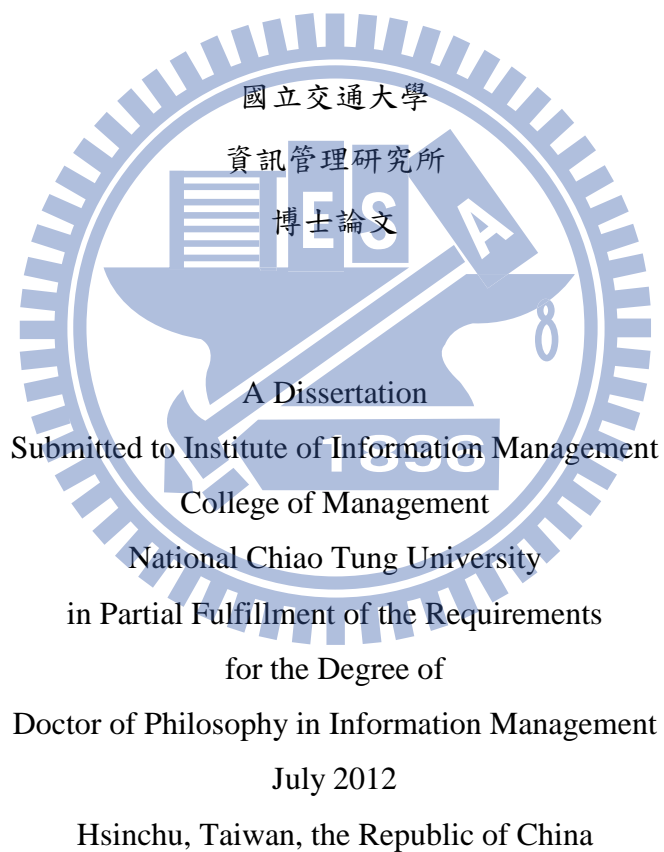 國立交通大學
資訊管理研究所
博士論文
E S A
8
A Dissertation
Submitted to Institute of Information Management
1896
College of Management
National Chiao Tung University
in Partial Fulfillment of the Requirements
for the Degree of
Doctor of Philosophy in Information Management
July 2012
Hsinchu, Taiwan, the Republic of China